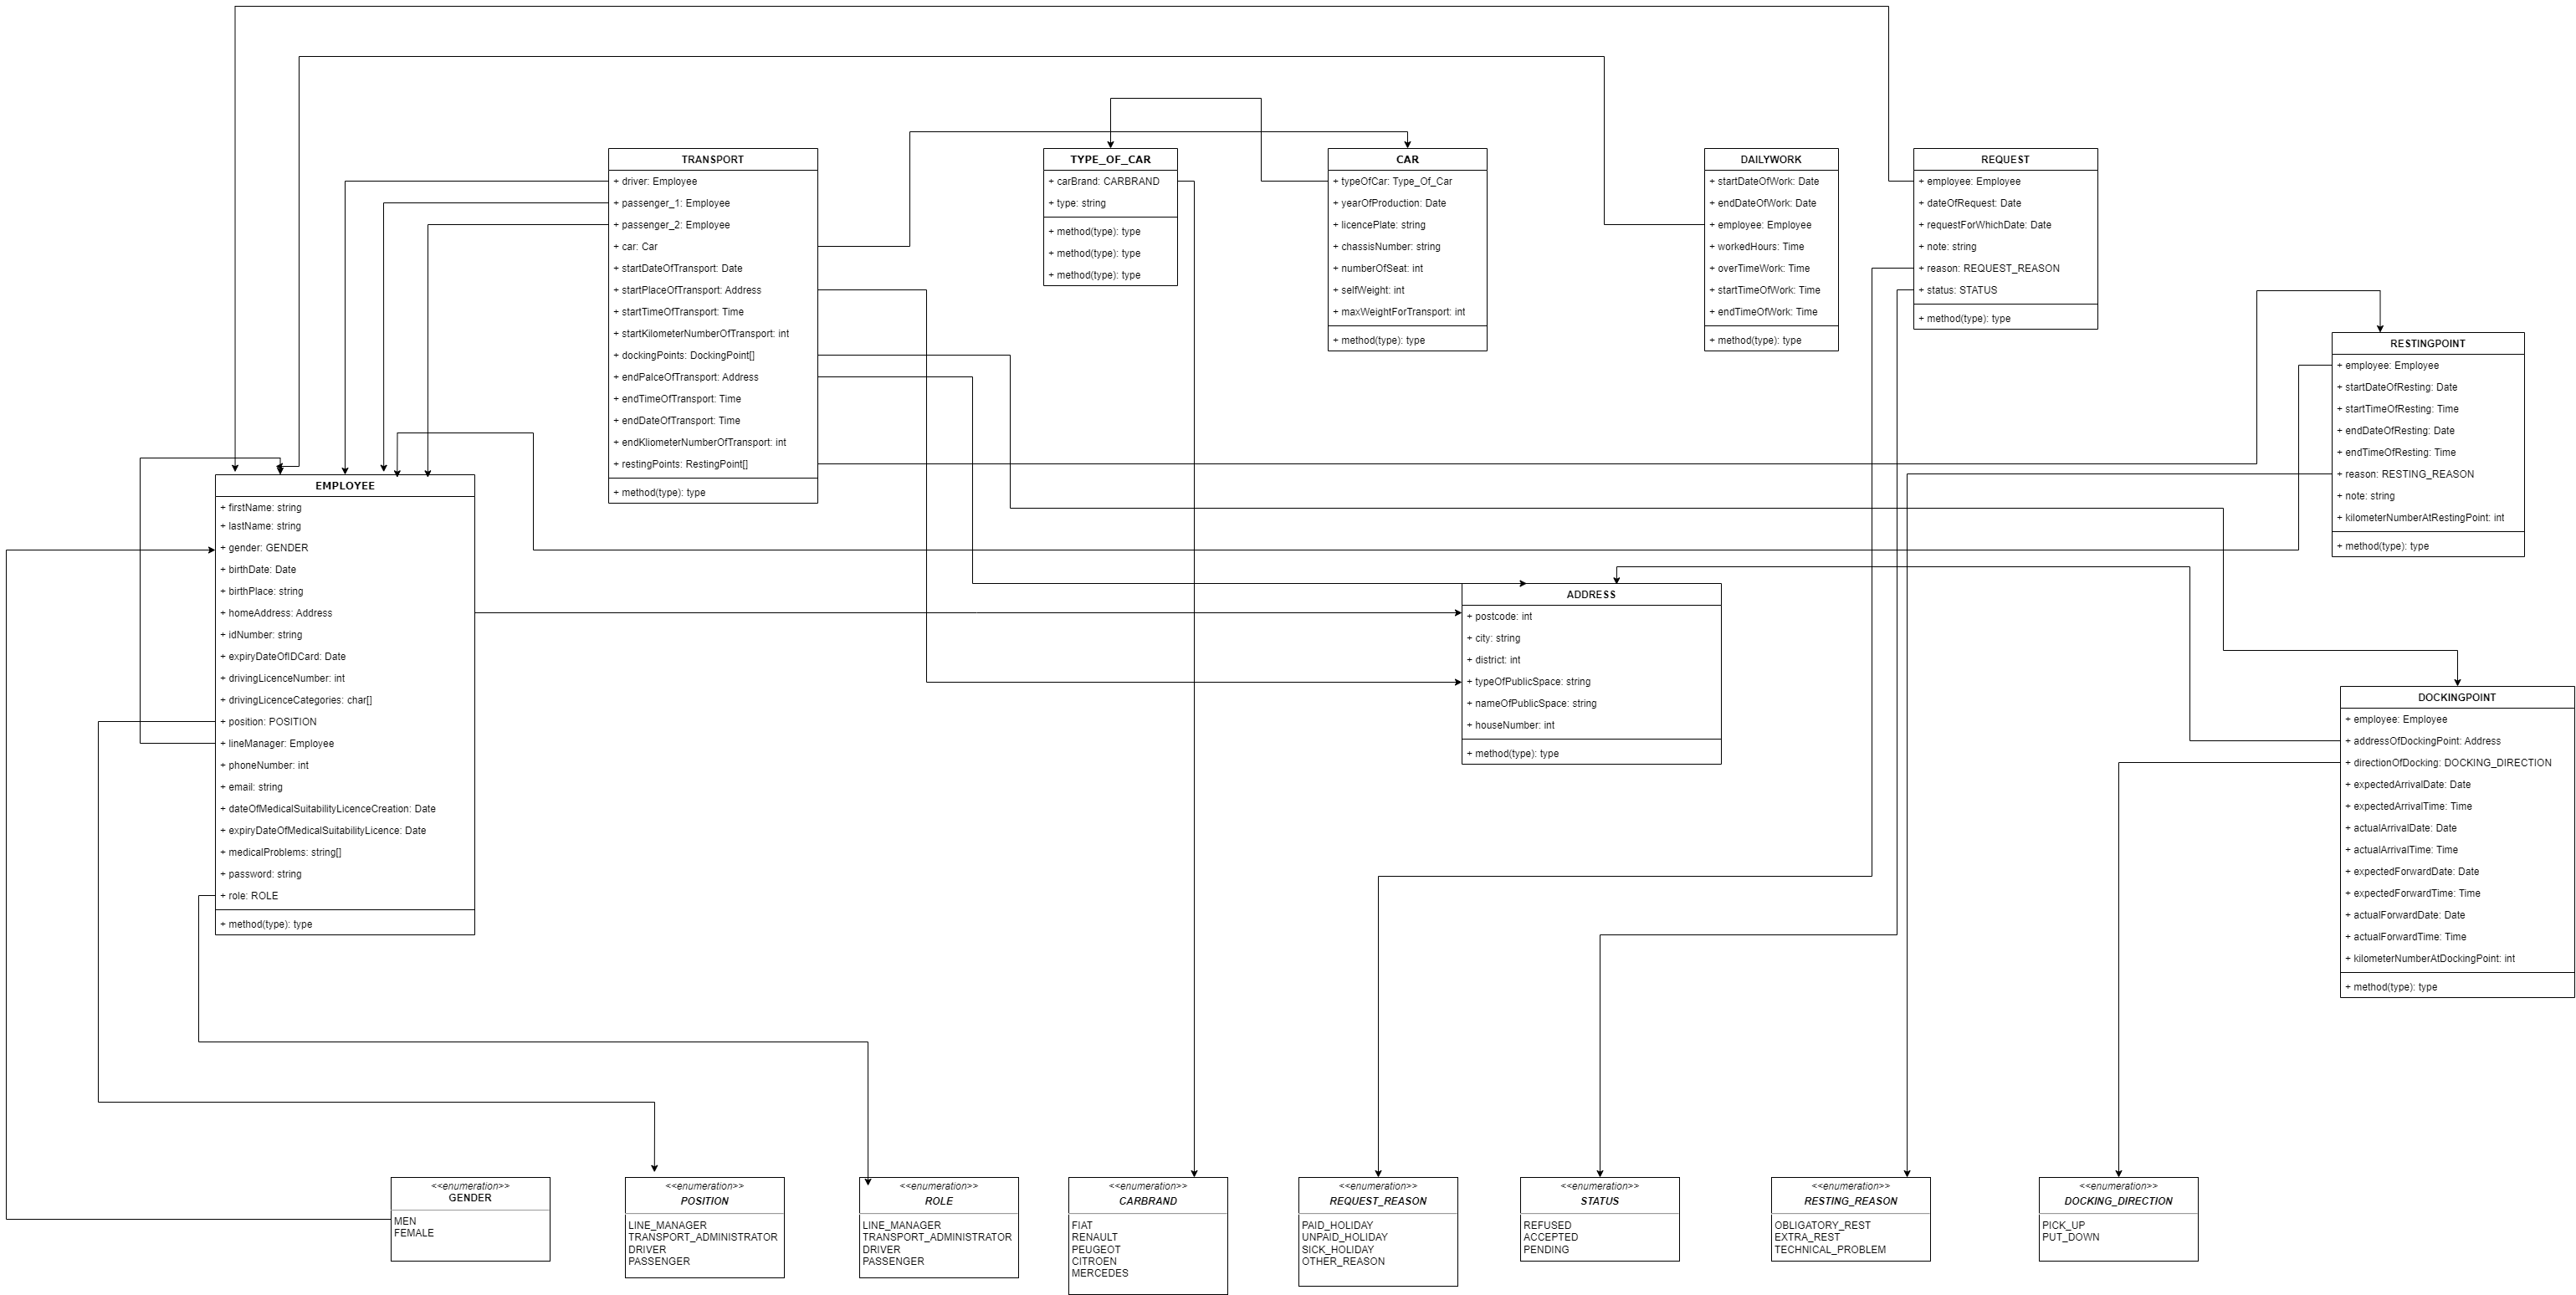 TRANSPORT
+ driver: Employee
+ passenger_1: Employee
+ passenger_2: Employee
+ car: Car
+ startDateOfTransport: Date
+ startPlaceOfTransport: Address
+ startTimeOfTransport: Time
+ startKilometerNumberOfTransport: int
+ dockingPoints: DockingPoint[]
+ endPalceOfTransport: Address
+ endTimeOfTransport: Time
+ endDateOfTransport: Time
+ endKliometerNumberOfTransport: int
+ restingPoints: RestingPoint[]
+ method(type): type
TYPE_OF_CAR
+ carBrand: CARBRAND
+ type: string
+ method(type): type
+ method(type): type
+ method(type): type
CAR
+ typeOfCar: Type_Of_Car
+ yearOfProduction: Date
+ licencePlate: string
+ chassisNumber: string
+ numberOfSeat: int
+ selfWeight: int
+ maxWeightForTransport: int
+ method(type): type
DAILYWORK
+ startDateOfWork: Date
+ endDateOfWork: Date
+ employee: Employee
+ workedHours: Time
+ overTimeWork: Time
+ startTimeOfWork: Time
+ endTimeOfWork: Time
+ method(type): type
REQUEST
+ employee: Employee
+ dateOfRequest: Date
+ requestForWhichDate: Date
+ note: string
+ reason: REQUEST_REASON
+ status: STATUS
+ method(type): type
RESTINGPOINT
+ employee: Employee
+ startDateOfResting: Date
+ startTimeOfResting: Time
+ endDateOfResting: Date
+ endTimeOfResting: Time
+ reason: RESTING_REASON
+ note: string
+ kilometerNumberAtRestingPoint: int
+ method(type): type
EMPLOYEE
+ firstName: string
+ lastName: string
+ gender: GENDER
+ birthDate: Date
+ birthPlace: string
+ homeAddress: Address
+ idNumber: string
+ expiryDateOfIDCard: Date
+ drivingLicenceNumber: int
+ drivingLicenceCategories: char[]
+ position: POSITION
+ lineManager: Employee
+ phoneNumber: int
+ email: string
+ dateOfMedicalSuitabilityLicenceCreation: Date
+ expiryDateOfMedicalSuitabilityLicence: Date
+ medicalProblems: string[]
+ password: string
+ role: ROLE
+ method(type): type
ADDRESS
+ postcode: int
+ city: string
+ district: int
+ typeOfPublicSpace: string
+ nameOfPublicSpace: string
+ houseNumber: int
+ method(type): type
DOCKINGPOINT
+ employee: Employee
+ addressOfDockingPoint: Address
+ directionOfDocking: DOCKING_DIRECTION
+ expectedArrivalDate: Date
+ expectedArrivalTime: Time
+ actualArrivalDate: Date
+ actualArrivalTime: Time
+ expectedForwardDate: Date
+ expectedForwardTime: Time
+ actualForwardDate: Date
+ actualForwardTime: Time
+ kilometerNumberAtDockingPoint: int
+ method(type): type
<<enumeration>>
GENDER
MEN
FEMALE
<<enumeration>>
POSITION
LINE_MANAGER
TRANSPORT_ADMINISTRATOR
DRIVER
PASSENGER
<<enumeration>>
ROLE
LINE_MANAGER
TRANSPORT_ADMINISTRATOR
DRIVER
PASSENGER
<<enumeration>>
CARBRAND
FIAT
RENAULT
PEUGEOT
CITROEN
MERCEDES
<<enumeration>>
REQUEST_REASON
PAID_HOLIDAY
UNPAID_HOLIDAY
SICK_HOLIDAY
OTHER_REASON
<<enumeration>>
STATUS
REFUSED
ACCEPTED
PENDING
<<enumeration>>
RESTING_REASON
OBLIGATORY_REST
EXTRA_REST
TECHNICAL_PROBLEM
<<enumeration>>
DOCKING_DIRECTION
PICK_UP
PUT_DOWN